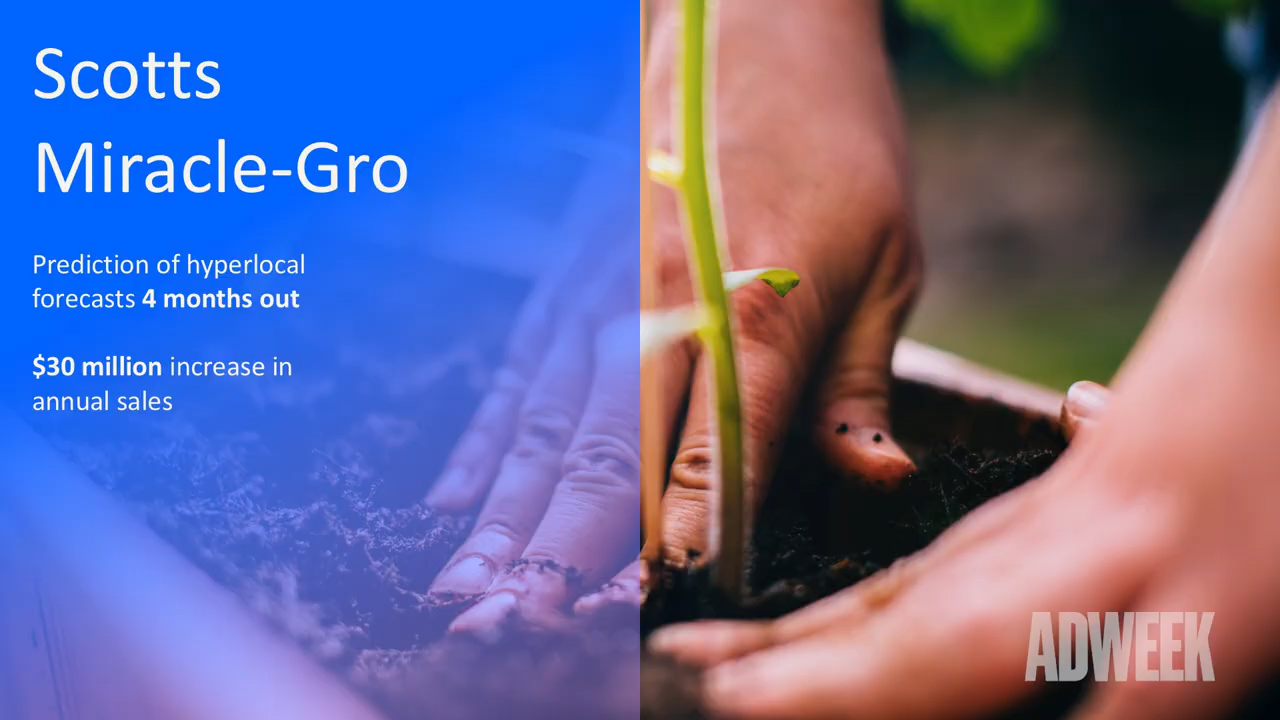 Scotts
Miracle-Gro
Prediction of hyperlocal
forecasts 4 months out
$30 million increase in
annual sales
ADWEEK